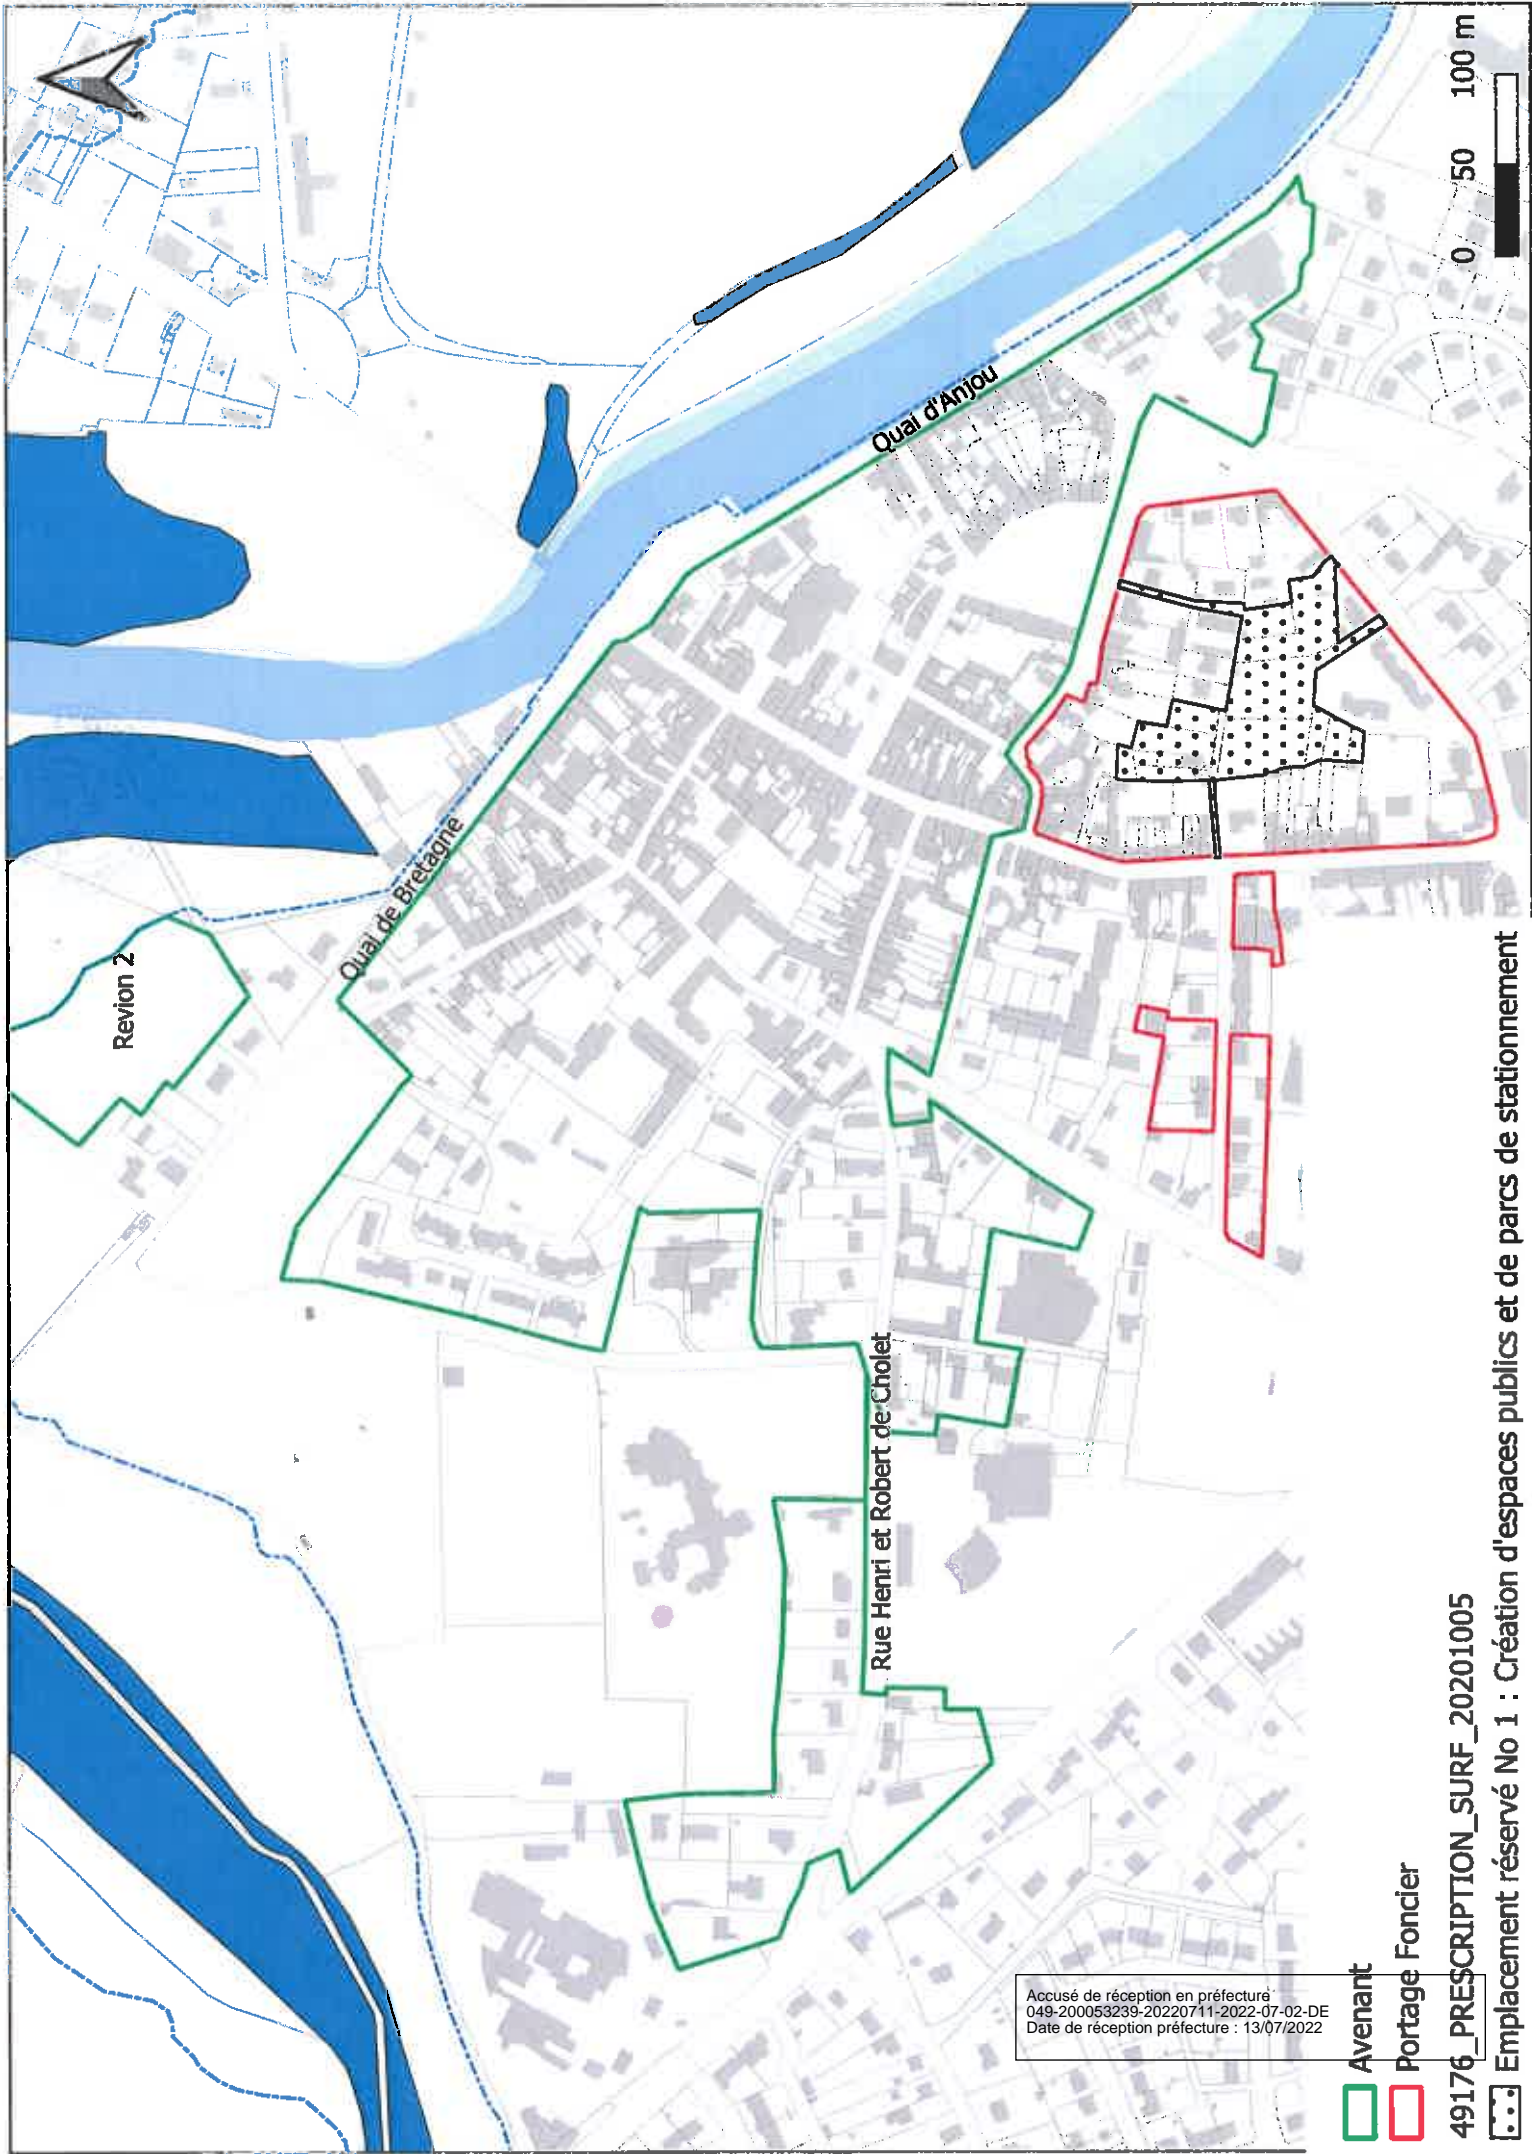 Revion 2
Quai de Bretagne
Quai d'Anjou
Rue Henri et Robert de Cholet
0 50 100 m
Accusé de réception en préfecture
049-200053239-20220711-2022-07-02-DE
Date de réception préfecture : 13/07/2022
Avenant
Portage Foncier
49176_PRESCRIPTION_SURF_20201005
Emplacement réservé No 1 : Création d'espaces publics et de parcs de stationnement